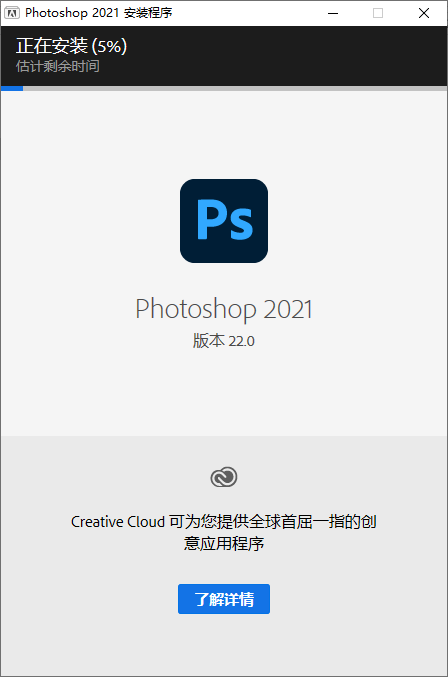 Photoshop 2021 安装程序
正在安装 (5%)
估计剩余时间
Ps
Photoshop 2021
版本 22.0
Creative Cloud 可为您提供全球首屈一指的创
意应用程序
了解详情